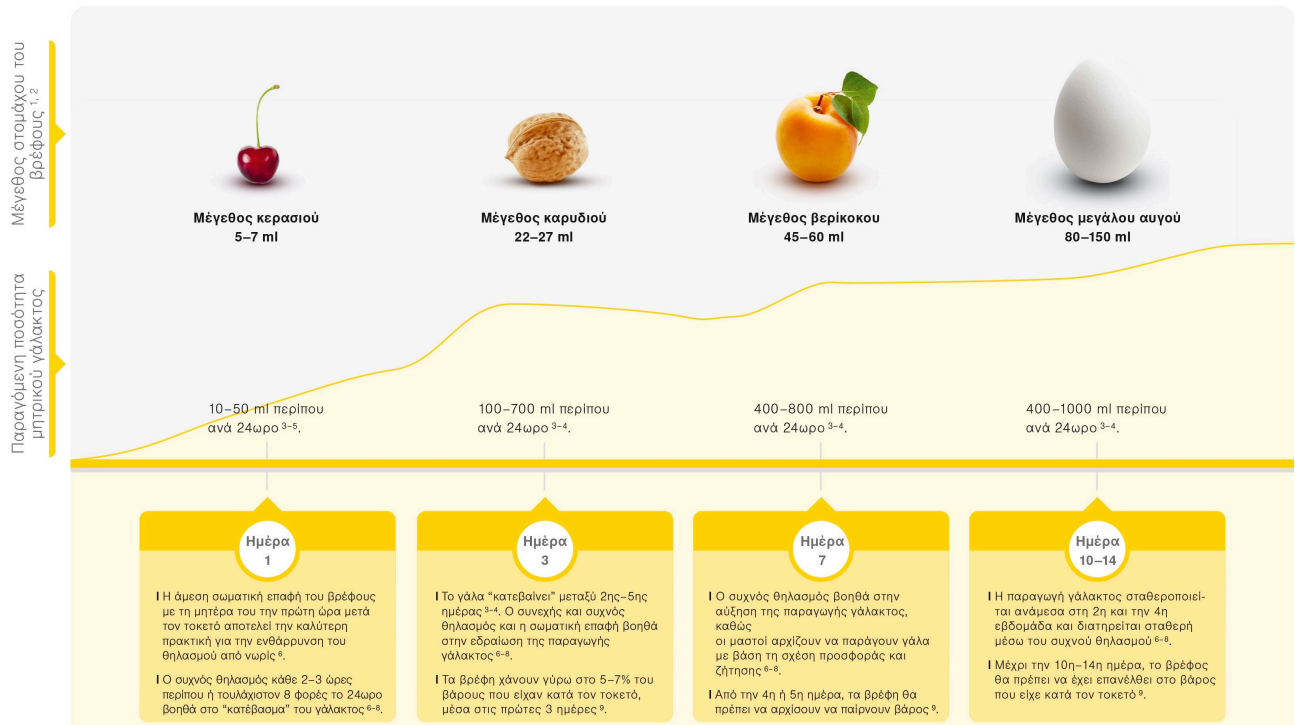 Μέγεθος στομάχου του
βρέφους 1, 2
Μέγεθος κερασιού
5–7 ml
Μέγεθος καρυδιού
22–27 ml
Μέγεθος βερίκοκου
45–60 ml
Μέγεθος μεγάλου αυγού
80–150 ml
Παραγόμενη ποσότητα
μητρικού γάλακτος
10–50 ml περίπου
ανά 24ωρο 3–5.
100–700 ml περίπου
ανά 24ωρο 3–4.
400–800 ml περίπου
ανά 24ωρο 3–4.
400–1000 ml περίπου
ανά 24ωρο 3–4.
Ημέρα
1
Ι Η άμεση σωματική επαφή του βρέφους
με τη μητέρα του την πρώτη ώρα μετά
τον τοκετό αποτελεί την καλύτερη
πρακτική για την ενθάρρυνση του
θηλασμού από νωρίς 6.
Ι Ο συχνός θηλασμός κάθε 2–3 ώρες
περίπου ή τουλάχιστον 8 φορές το 24ωρο
βοηθά στο “κατέβασμα” του γάλακτος 6–8.
Ημέρα
3
Ι Το γάλα “κατεβαίνει” μεταξύ 2ης–5ης
ημέρας 3–4. Ο συνεχής και συχνός
θηλασμός και η σωματική επαφή βοηθά
στην εδραίωση της παραγωγής
γάλακτος 6–8.
Ι Τα βρέφη χάνουν γύρω στο 5–7% του
βάρους που είχαν κατά τον τοκετό,
μέσα στις πρώτες 3 ημέρες 9.
Ημέρα
7
Ι Ο συχνός θηλασμός βοηθά στην
αύξηση της παραγωγής γάλακτος,
καθώς
οι μαστοί αρχίζουν να παράγουν γάλα
με βάση τη σχέση προσφοράς και
ζήτησης 6–8.
Ι Από την 4η ή 5η ημέρα, τα βρέφη θα
πρέπει να αρχίσουν να παίρνουν βάρος 9.
Ημέρα
10–14
Ι Η παραγωγή γάλακτος σταθεροποιεί-
ται ανάμεσα στη 2η και την 4η
εβδομάδα και διατηρείται σταθερή
μέσω του συχνού θηλασμού 6–8.
Ι Μέχρι την 10η–14η ημέρα, το βρέφος
θα πρέπει να έχει επανέλθει στο βάρος
που είχε κατά τον τοκετό 9.